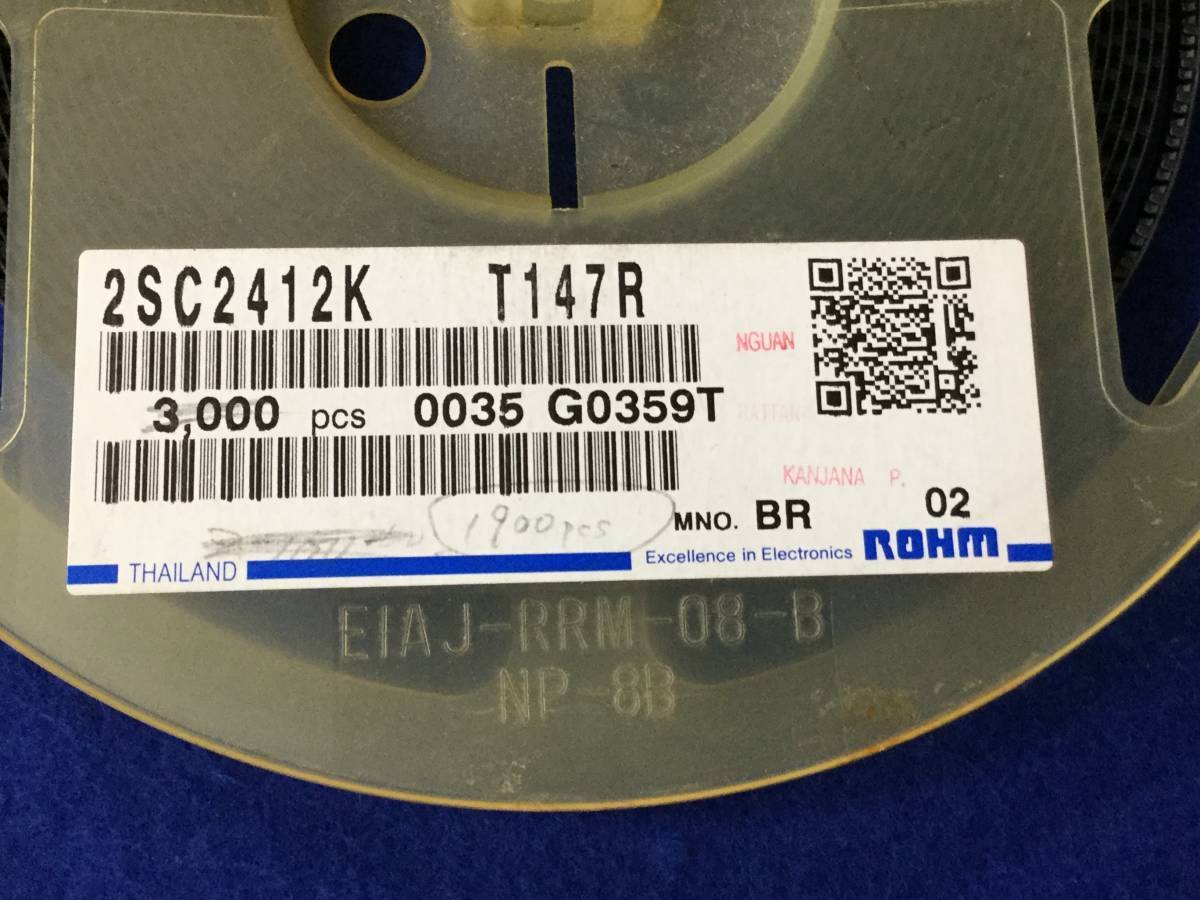 2SC2412K T147R
NGUAN
3,000 pcs 0035 G0359T
KANJANA P.
1900pcs
MNO. BR 02
THAILAND
Excellence in Electronics ROHM
EIAJ-RRM-08-B
NP-8B